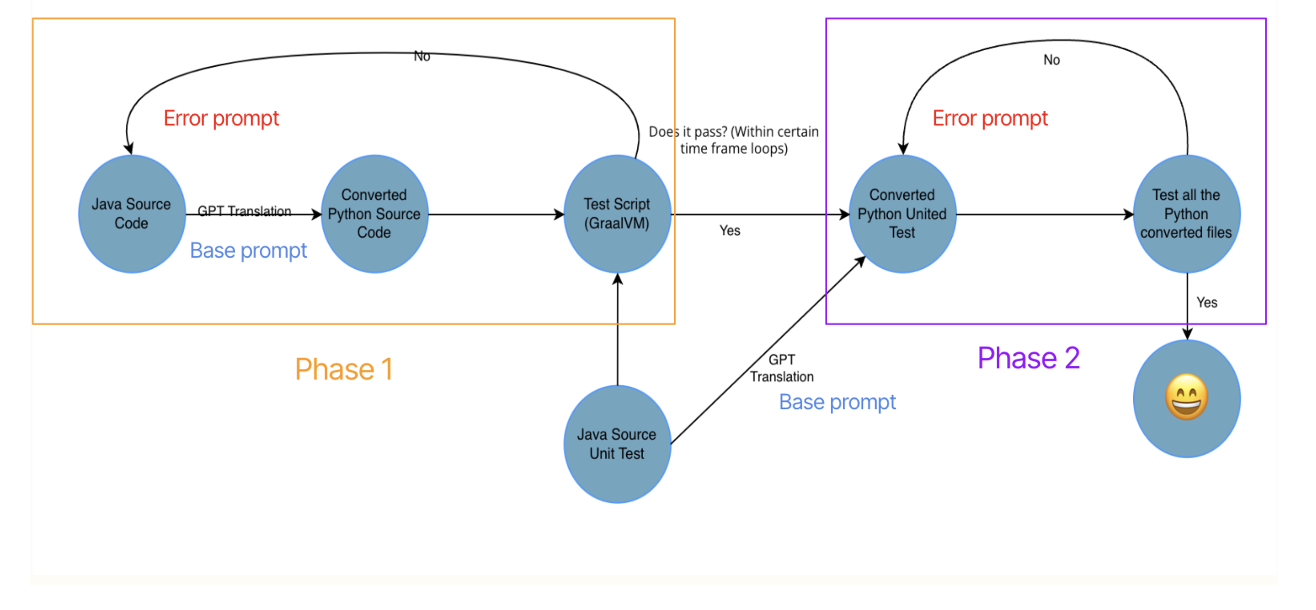 No
Error prompt
Java Source
Code
GPT Translation
Base prompt
Converted
Python Source
Code
Test Script
(GraalVM)
Does it pass? (Within certain
time frame loops)
Yes
Phase 1
Java Source
Unit Test
GPT
Translation
Base prompt
No
Error prompt
Converted
Python United
Test
Test all the
Python
converted files
Yes
Phase 2